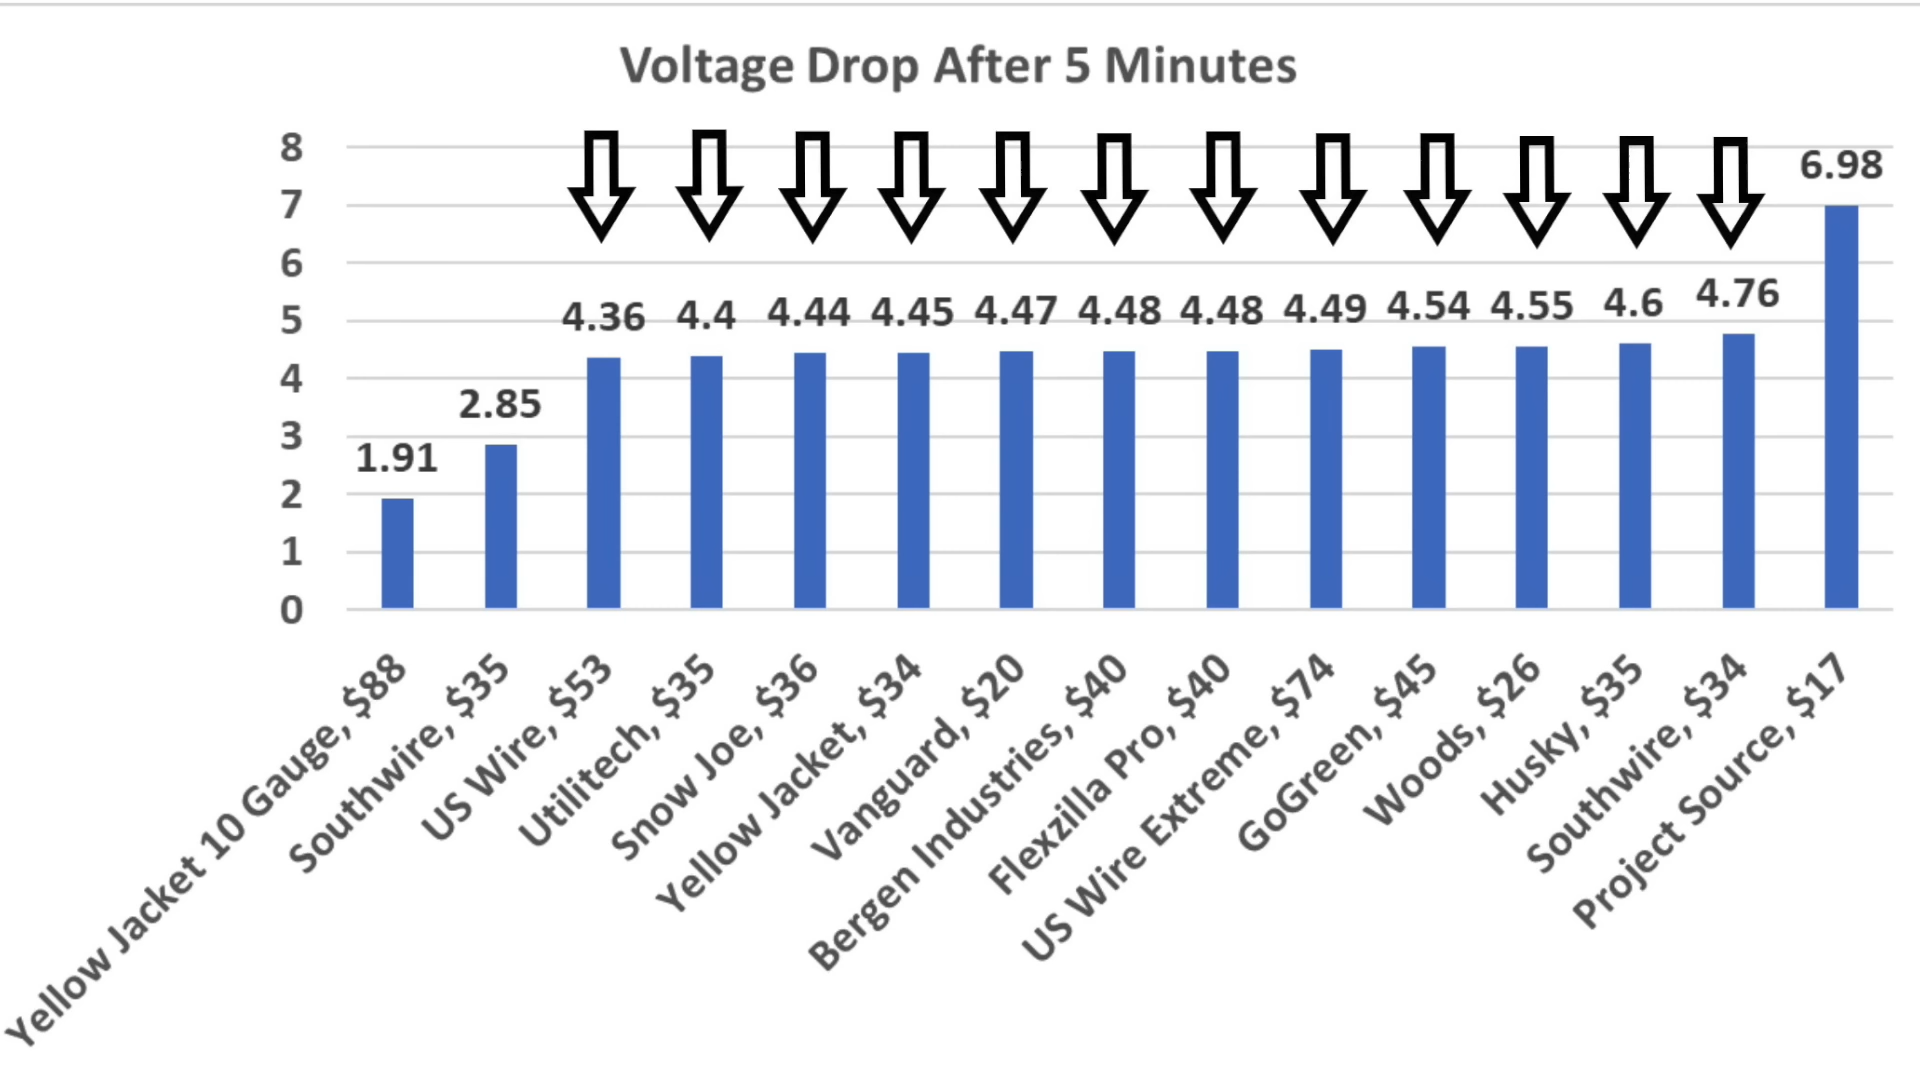 Voltage Drop After 5 Minutes
8
7
6
5
4
3
2
1
0
1.91
2.85
4.36
4.4
4.44
4.45
4.47
4.48
4.48
4.49
4.54
4.55
4.6
4.76
6.98
Yellow Jacket 10 Gauge, $88
Southwire, $35
US Wire, $53
Utilitech, $35
Snow Joe, $36
Yellow Jacket, $34
Vanguard, $20
Bergen Industries, $40
Flexzilla Pro, $40
US Wire Extreme, $74
GoGreen, $45
Woods, $26
Husky, $35
Southwire, $34
Project Source, $17